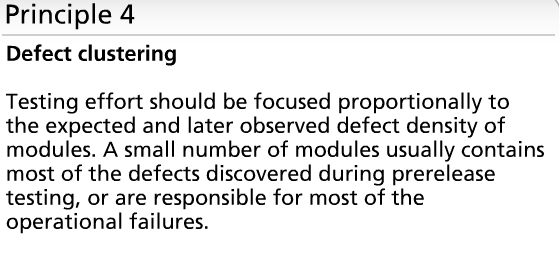 Principle 4
Defect clustering
Testing effort should be focused proportionally to
the expected and later observed defect density of
modules. A small number of modules usually contains
most of the defects discovered during prerelease
testing, or are responsible for most of the
operational failures.